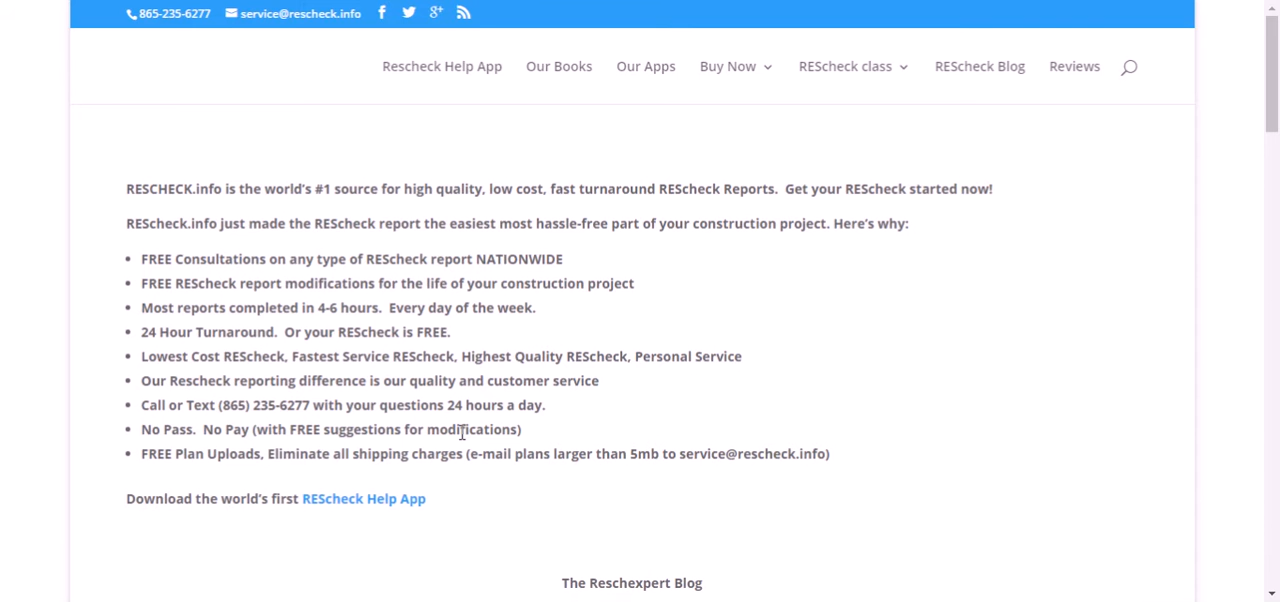 865-235-6277 service@rescheck.info
Rescheck Help App Our Books Our Apps Buy Now REScheck class REScheck Blog Reviews
RESCHECK.info is the world's #1 source for high quality, low cost, fast turnaround REScheck Reports. Get your REScheck started now!
REScheck.info just made the REScheck report the easiest most hassle-free part of your construction project. Here's why:
• FREE Consultations on any type of REScheck report NATIONWIDE
• FREE REScheck report modifications for the life of your construction project
• Most reports completed in 4-6 hours. Every day of the week.
• 24 Hour Turnaround. Or your REScheck is FREE.
• Lowest Cost REScheck, Fastest Service REScheck, Highest Quality REScheck, Personal Service
• Our Rescheck reporting difference is our quality and customer service
• Call or Text (865) 235-6277 with your questions 24 hours a day.
• No Pass. No Pay (with FREE suggestions for modifications)
• FREE Plan Uploads, Eliminate all shipping charges (e-mail plans larger than 5mb to service@rescheck.info)
Download the world's first REScheck Help App
The Reschexpert Blog